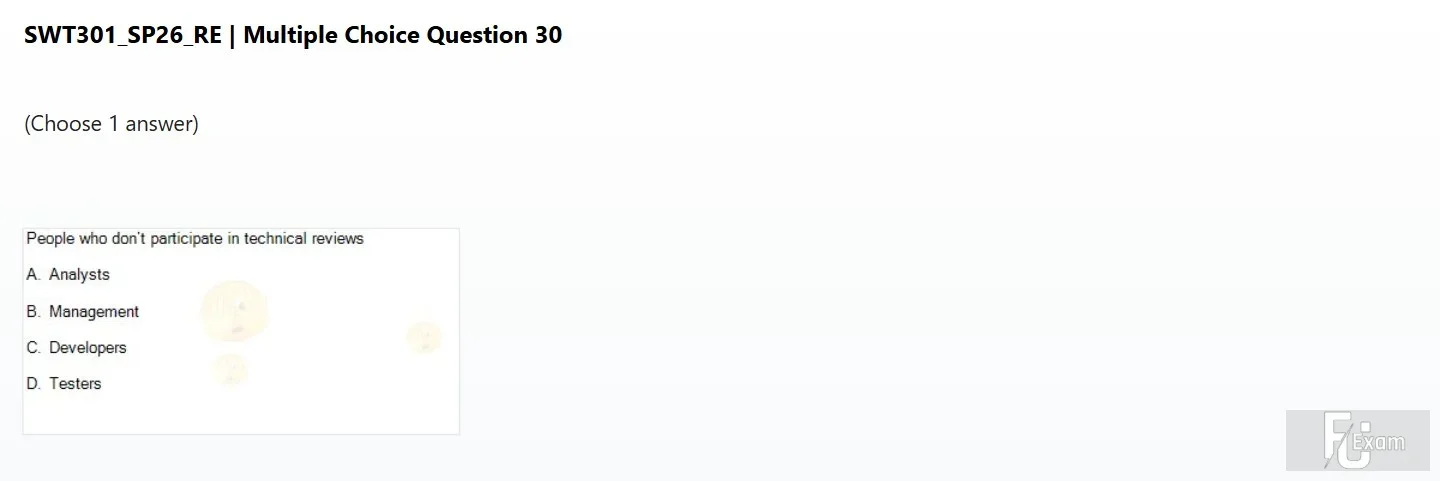 SWT301_SP26_RE | Multiple Choice Question 30
(Choose 1 answer)
People who don't participate in technical reviews
A. Analysts
B. Management
C. Developers
D. Testers
FU Exam